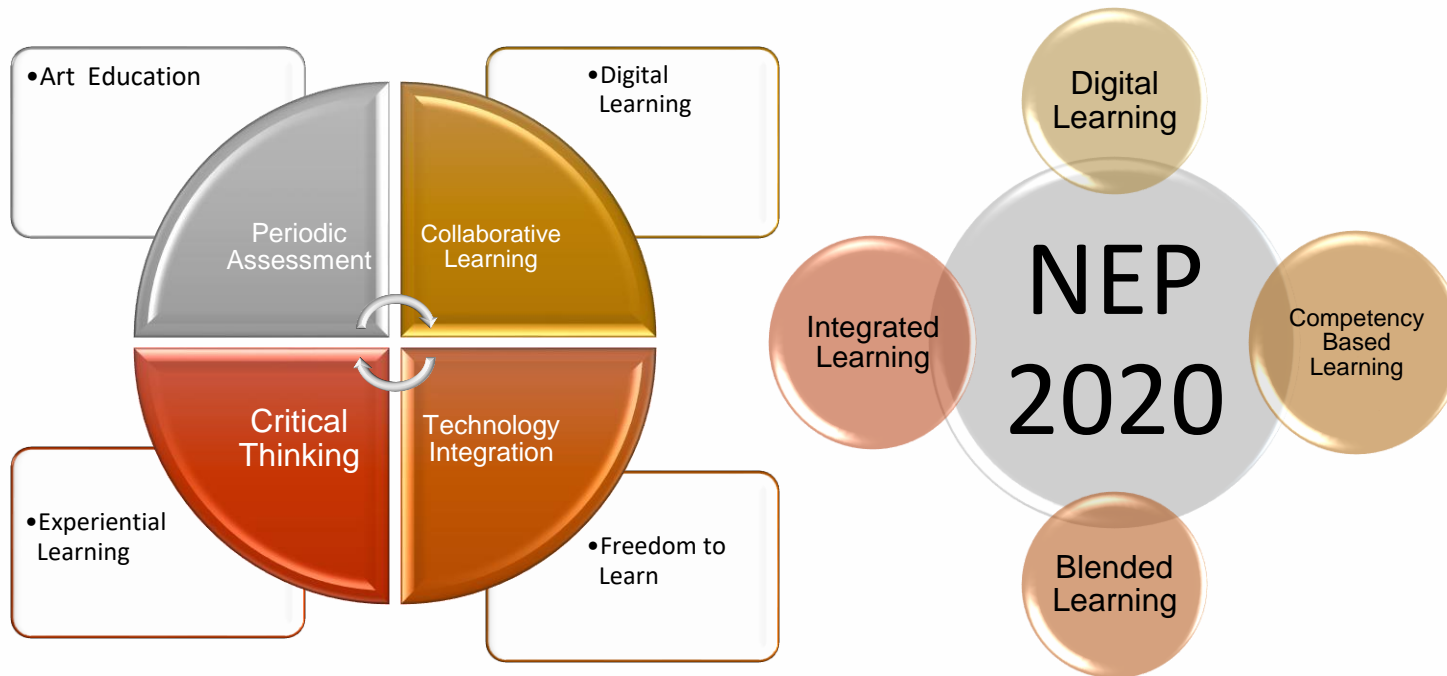 •Art Education
•Digital
Learning
Periodic
Assessment
Collaborative
Learning
Critical
Thinking
Technology
Integration
•Experiential
Learning
•Freedom to
Learn
Digital
Learning
Integrated
Learning
NEP
2020
Competency
Based
Learning
Blended
Learning